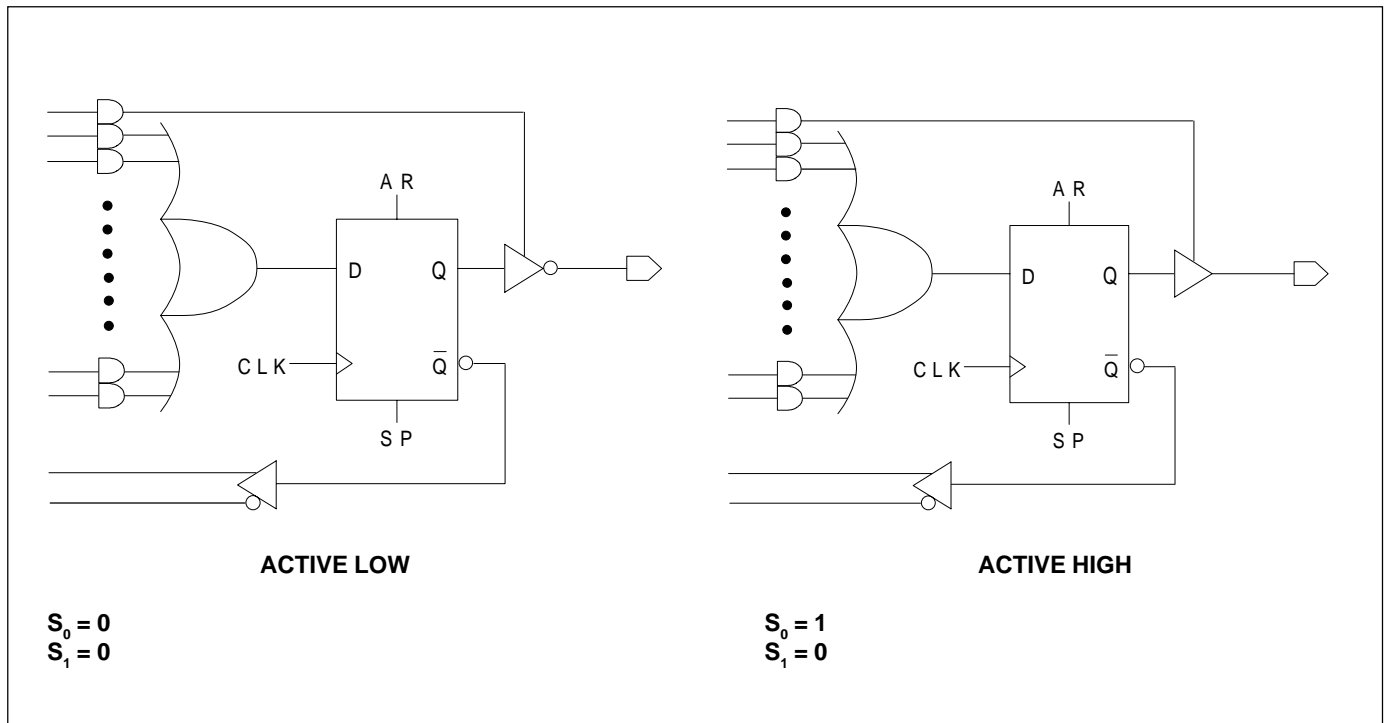 A R
D Q
C L K
Q̅
S P
ACTIVE LOW
S₀ = 0
S₁ = 0
A R
D Q
C L K
Q̅
S P
ACTIVE HIGH
S₀ = 1
S₁ = 0